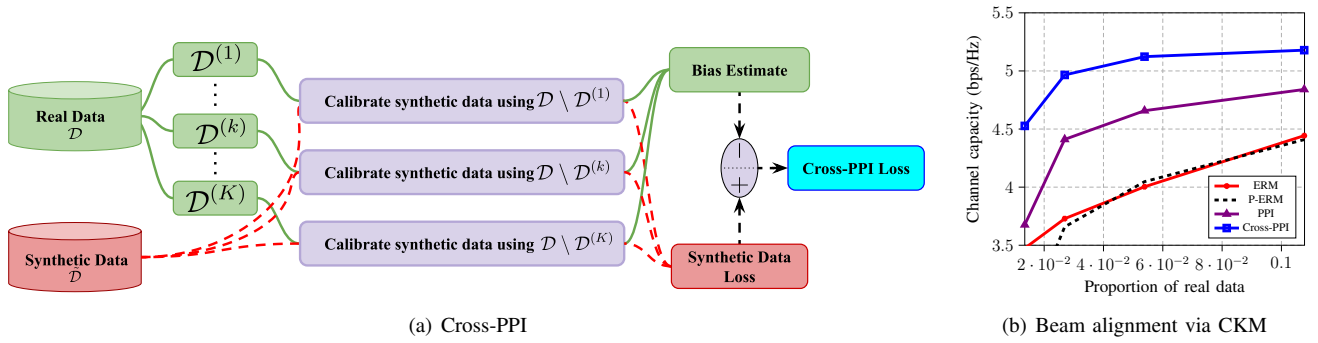 Real Data
𝒟
Synthetic Data
𝒟̃
𝒟⁽¹⁾
⋮
𝒟⁽ᵏ⁾
⋮
𝒟⁽ᴷ⁾
Calibrate synthetic data using 𝒟 \ 𝒟⁽¹⁾
Calibrate synthetic data using 𝒟 \ 𝒟⁽ᵏ⁾
Calibrate synthetic data using 𝒟 \ 𝒟⁽ᴷ⁾
Bias Estimate
−
+
Cross-PPI Loss
Synthetic Data
Loss
(a) Cross-PPI
Channel capacity (bps/Hz)
5.5
5
4.5
4
3.5
ERM
P-ERM
PPI
Cross-PPI
2 · 10⁻² 4 · 10⁻² 6 · 10⁻² 8 · 10⁻² 0.1
Proportion of real data
(b) Beam alignment via CKM